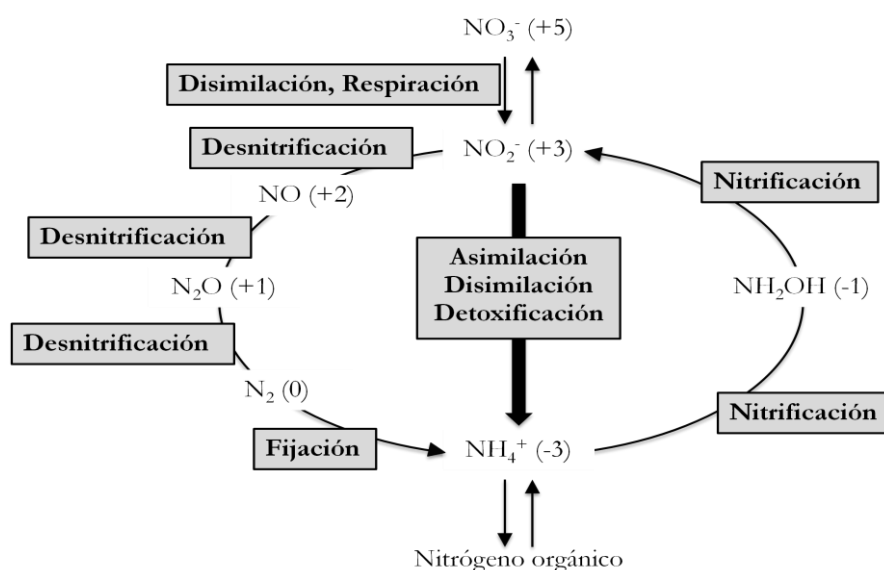 NO₃⁻ (+5)
Disimilación, Respiración
Desnitrificación
NO₂⁻ (+3)
Nitrificación
NO (+2)
Desnitrificación
Asimilación
Disimilación
Detoxificación
N₂O (+1)
NH₂OH (-1)
Desnitrificación
N₂ (0)
Nitrificación
Fijación
NH₄⁺ (-3)
Nitrógeno orgánico